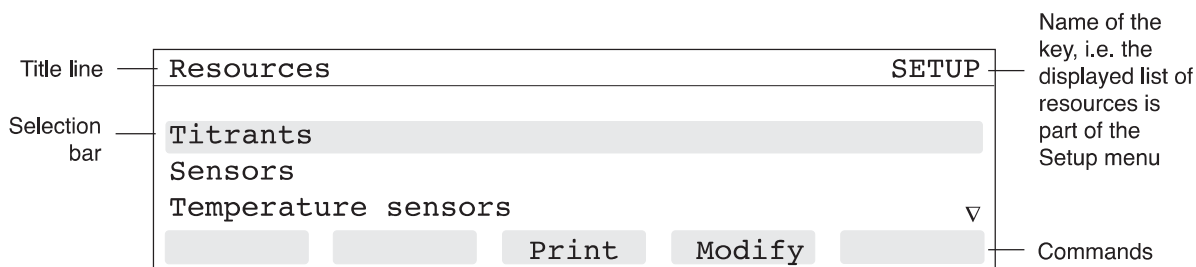 Title line
Resources
SETUP
Name of the
key, i.e. the
displayed list of
resources is
part of the
Setup menu
Selection
bar
Titrants
Sensors
Temperature sensors
∇
Print
Modify
Commands